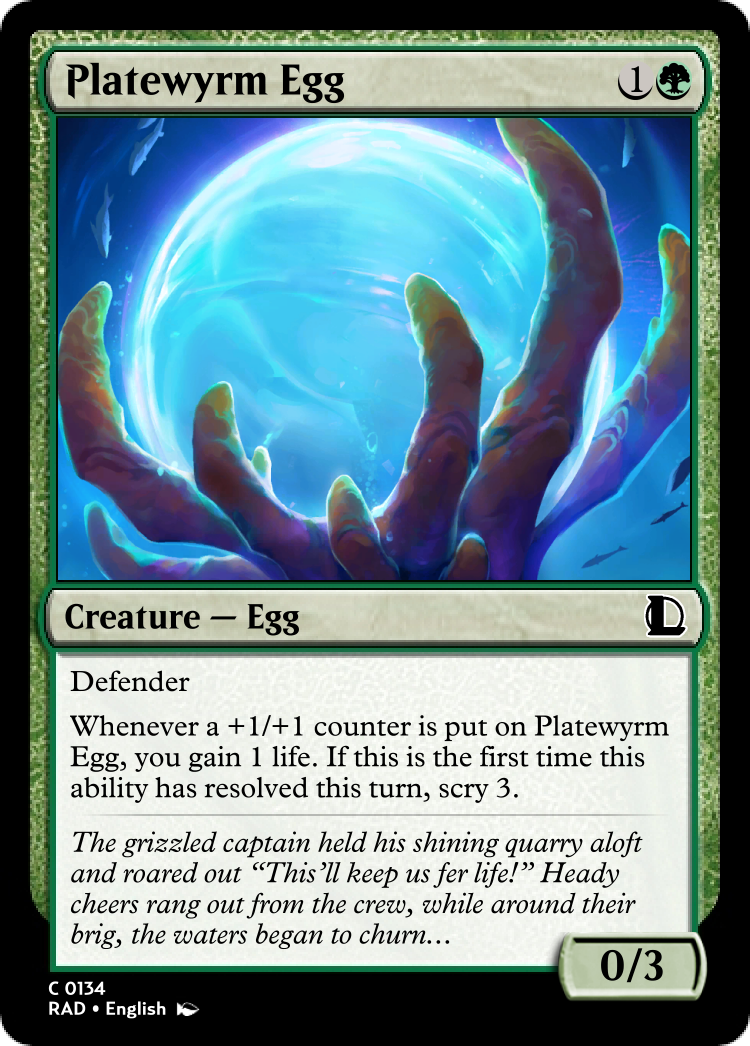 Platewyrm Egg 1
Creature — Egg
Defender
Whenever a +1/+1 counter is put on Platewyrm
Egg, you gain 1 life. If this is the first time this
ability has resolved this turn, scry 3.
The grizzled captain held his shining quarry aloft
and roared out “This’ll keep us fer life!” Heady
cheers rang out from the crew, while around their
brig, the waters began to churn…
0/3
C 0134
RAD • English